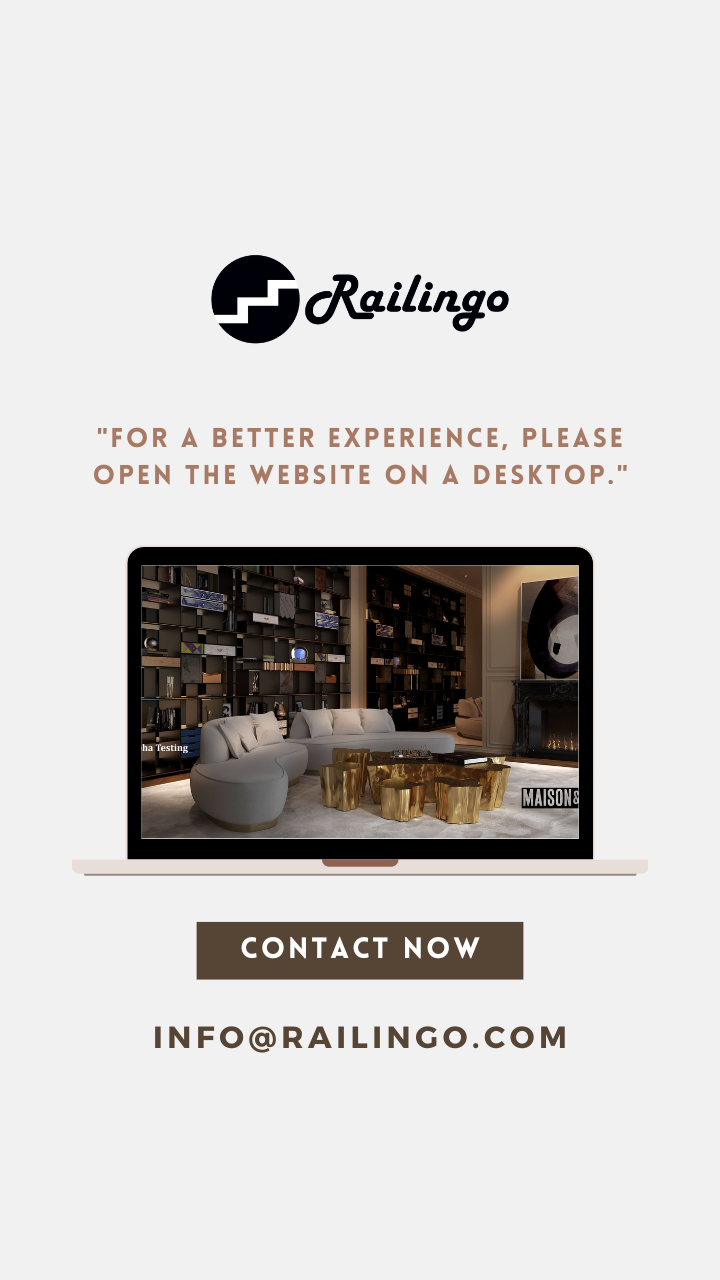 Railingo
"FOR A BETTER EXPERIENCE, PLEASE
OPEN THE WEBSITE ON A DESKTOP."
ha Testing
MAISON&
CONTACT NOW
INFO@RAILINGO.COM